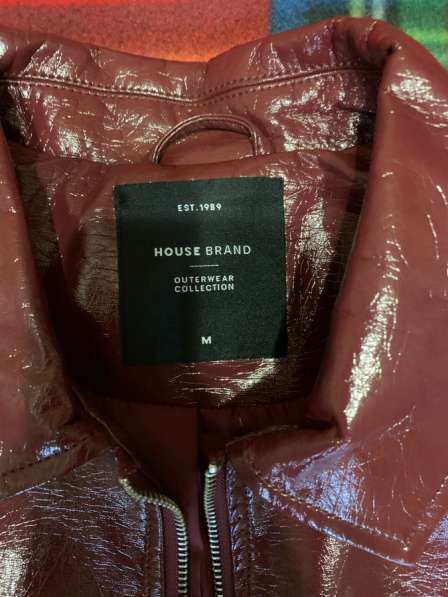 EST. 1989
HOUSE BRAND
OUTERWEAR
COLLECTION
M